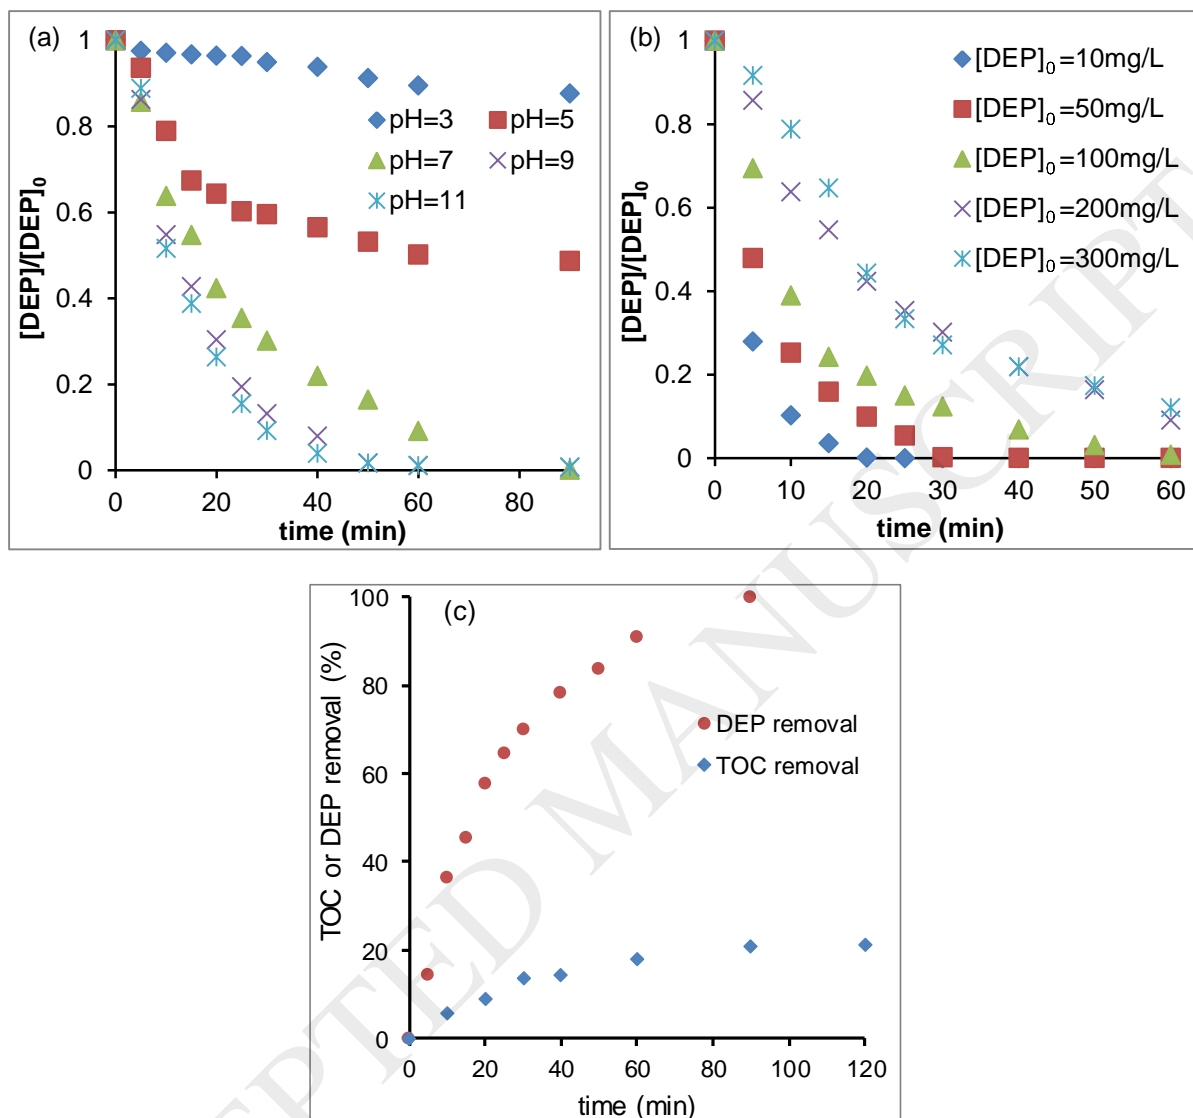 (a)
1
0.8
0.6
0.4
0.2
0
[DEP]/[DEP]0
pH=3 pH=5
pH=7 pH=9
pH=11
0 20 40 60 80
time (min)
(b)
1
0.8
0.6
0.4
0.2
0
[DEP]/[DEP]0
[DEP]0=10mg/L
[DEP]0=50mg/L
[DEP]0=100mg/L
[DEP]0=200mg/L
[DEP]0=300mg/L
0 10 20 30 40 50 60
time (min)
(c)
100
80
60
40
20
0
TOC or DEP removal (%)
DEP removal
TOC removal
0 20 40 60 80 100 120
time (min)
EPTED MANUSCRIPT